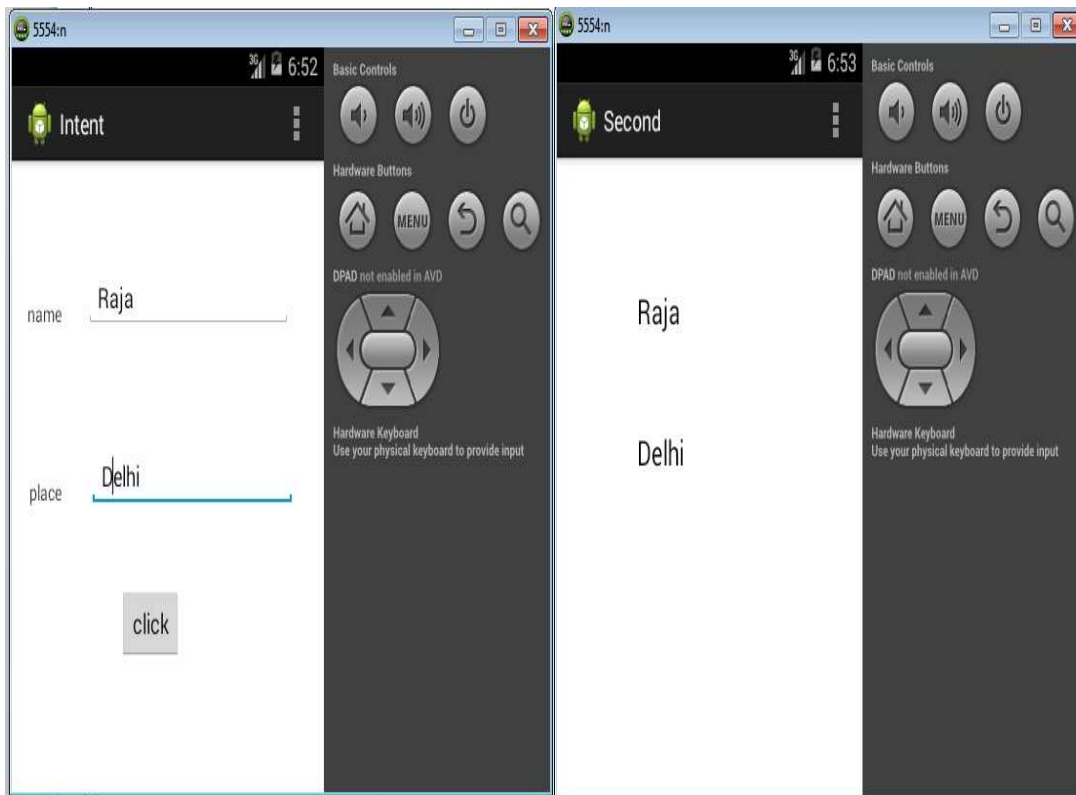 5554:n
3G 6:52
Intent
name
Raja
place
Delhi
click
Basic Controls
Hardware Buttons
MENU
DPAD not enabled in AVD
Hardware Keyboard
Use your physical keyboard to provide input
5554:n
3G 6:53
Second
Raja
Delhi
Basic Controls
Hardware Buttons
MENU
DPAD not enabled in AVD
Hardware Keyboard
Use your physical keyboard to provide input